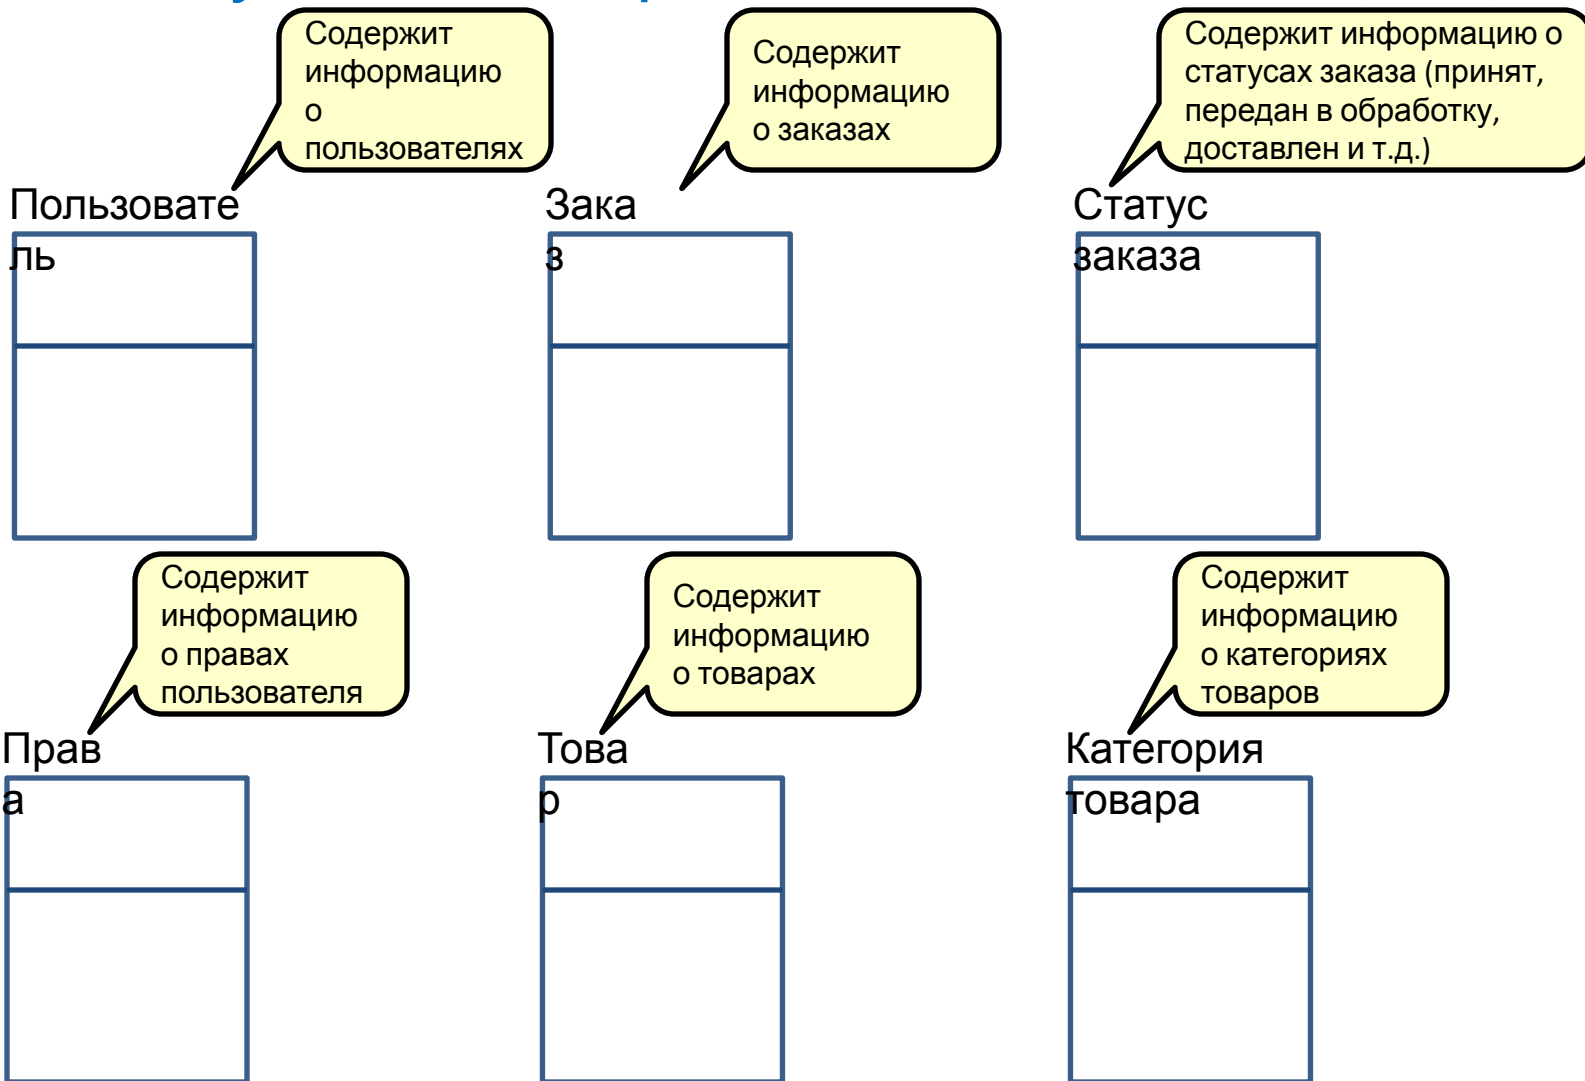 Содержит
информацию
о
пользователях
Содержит
информацию
о заказах
Содержит информацию о
статусах заказа (принят,
передан в обработку,
доставлен и т.д.)
Пользовате
ль
Зака
з
Статус
заказа
Содержит
информацию
о правах
пользователя
Содержит
информацию
о товарах
Содержит
информацию
о категориях
товаров
Прав
а
Това
р
Категория
товара